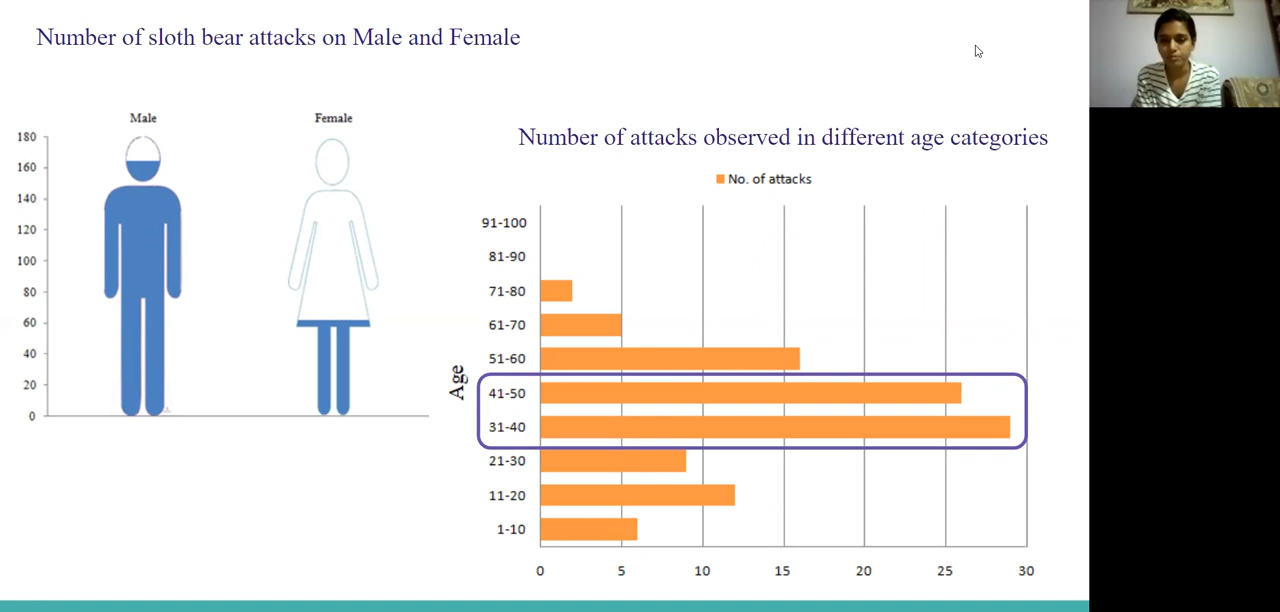 Number of sloth bear attacks on Male and Female
Male
Female
180
160
140
120
100
80
60
40
20
0
Number of attacks observed in different age categories
No. of attacks
Age
91-100
81-90
71-80
61-70
51-60
41-50
31-40
21-30
11-20
1-10
0 5 10 15 20 25 30